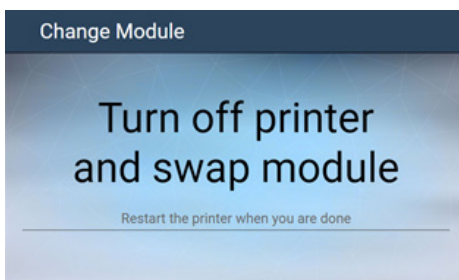 Change Module
Turn off printer
and swap module
Restart the printer when you are done